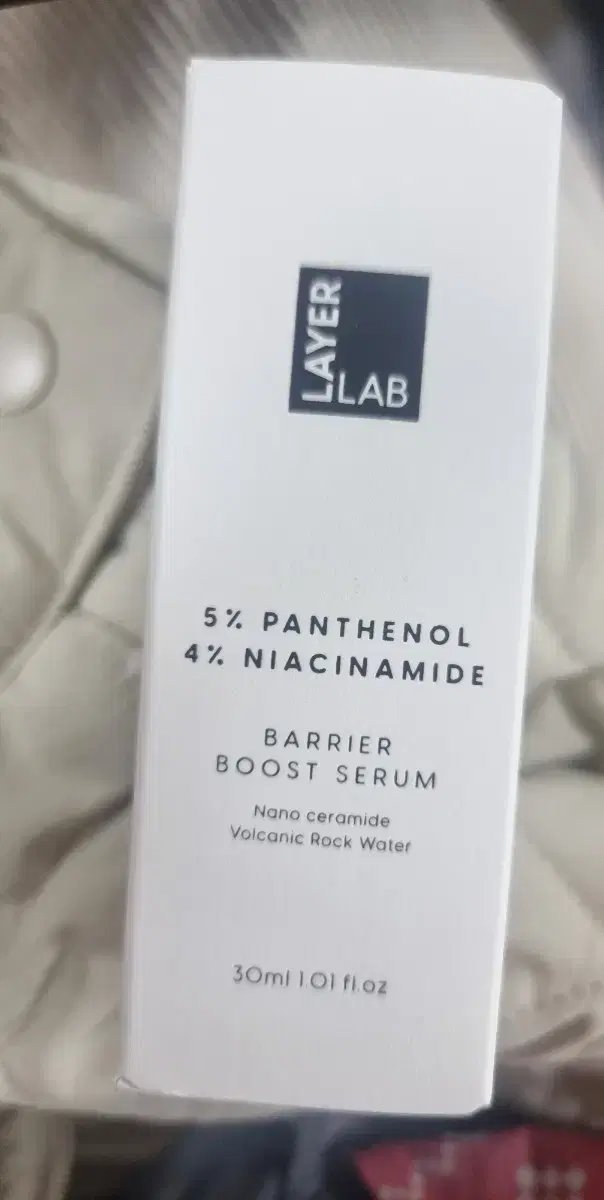 LAYER
LAB
5% PANTHENOL
4% NIACINAMIDE
BARRIER
BOOST SERUM
Nano ceramide
Volcanic Rock Water
30ml 1.01 fl.oz